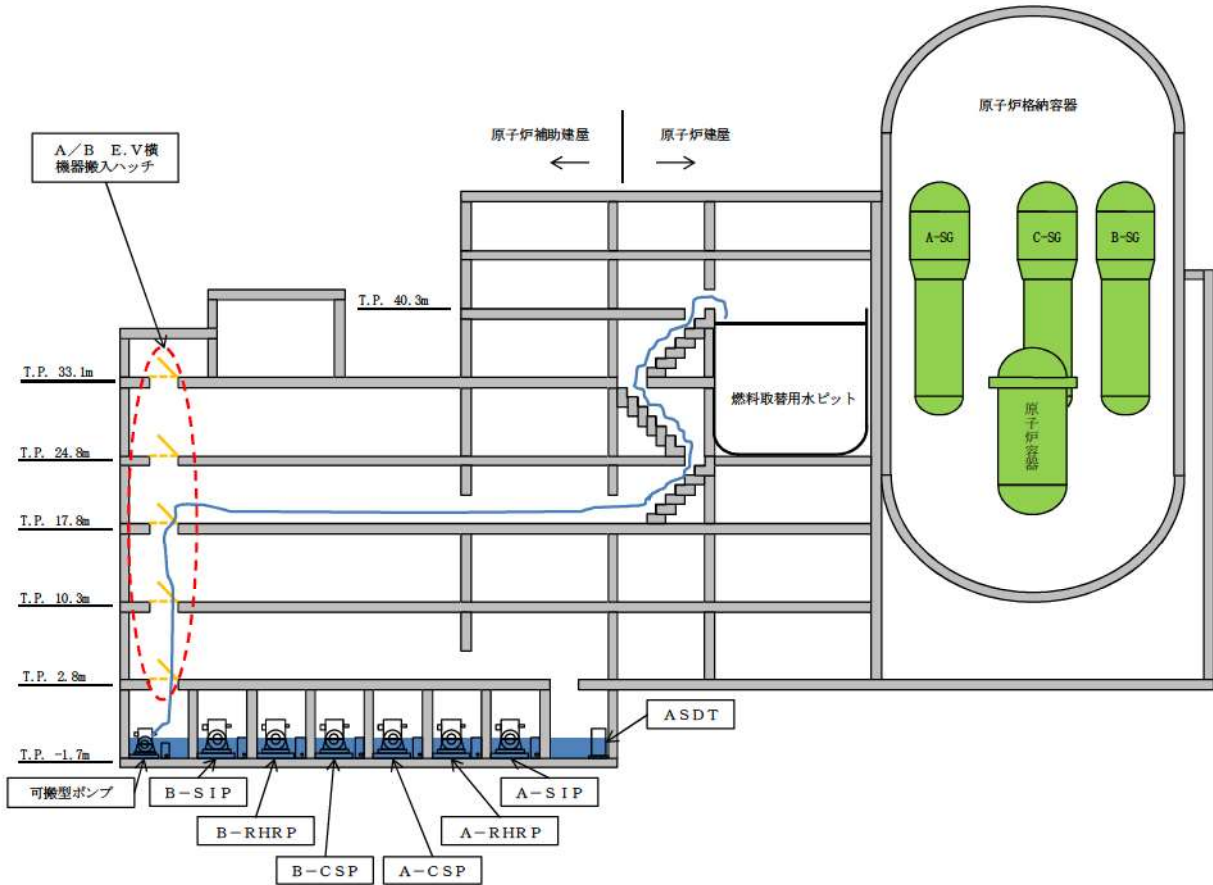 原子炉格納容器
原子炉補助建屋
原子炉建屋
A/B E.V横
機器搬入ハッチ
A-SG
C-SG
B-SG
T.P. 40.3m
T.P. 33.1m
燃料取替用水ピット
原子炉容器
T.P. 24.8m
T.P. 17.8m
T.P. 10.3m
T.P. 2.8m
ASDT
T.P. -1.7m
可搬型ポンプ
B-SIP
A-SIP
B-RHRP
A-RHRP
B-CSP
A-CSP